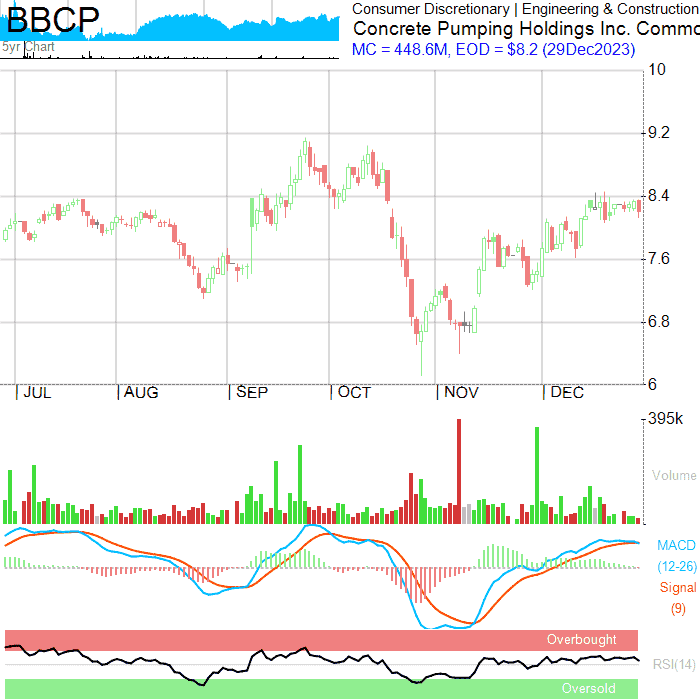 BBCP
5yr Chart
Consumer Discretionary | Engineering & Construction
Concrete Pumping Holdings Inc. Commo
MC = 448.6M, EOD = $8.2 (29Dec2023)
10
9.2
8.4
7.6
6.8
6
JUL
AUG
SEP
OCT
NOV
DEC
395k
Volume
MACD
(12-26)
Signal
(9)
Overbought
RSI(14)
Oversold